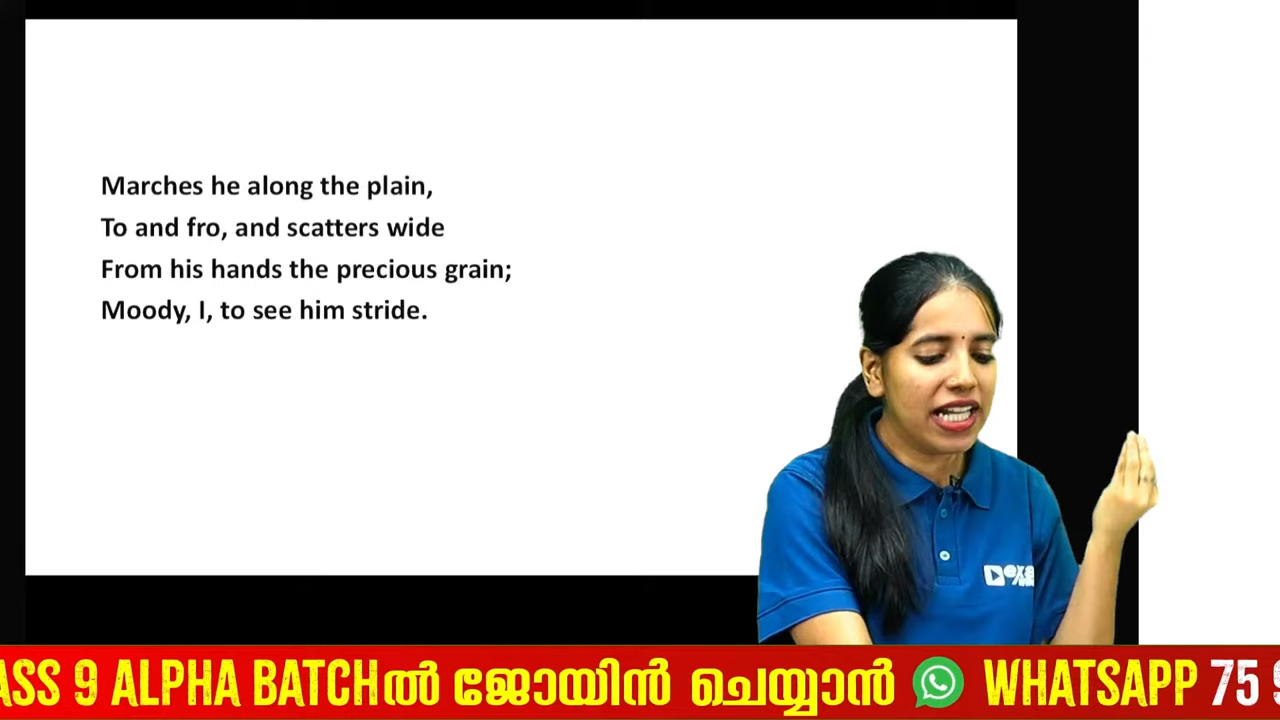 Marches he along the plain,
To and fro, and scatters wide
From his hands the precious grain;
Moody, I, to see him stride.
ASS 9 ALPHA BATCHൽ ജോയിൻ ചെയ്യാൻ WHATSAPP 75